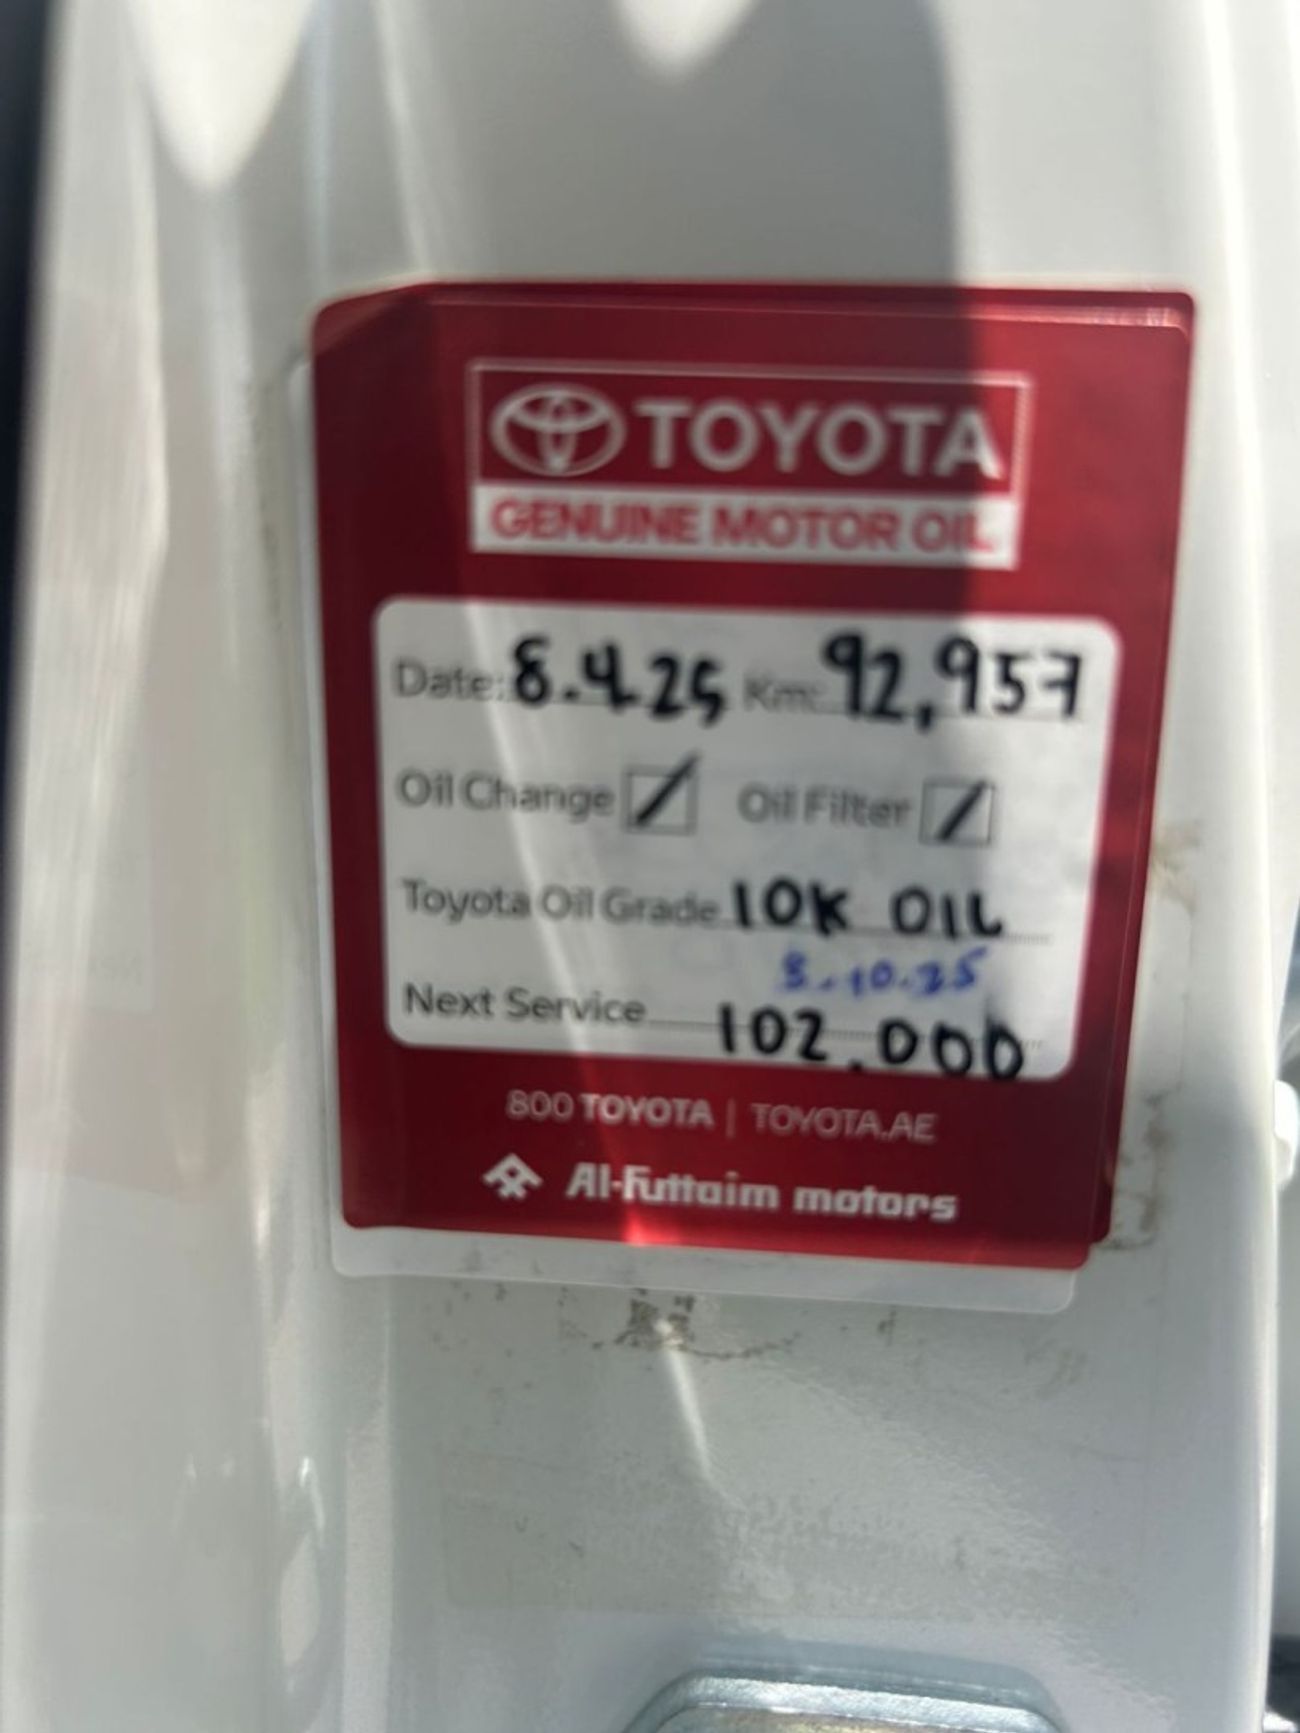 TOYOTA
GENUINE MOTOR OIL
Date: 8.4.25 Km: 92,957
Oil Change Oil Filter
Toyota Oil Grade 10K OIL
8.10.25
Next Service 102,000
800 TOYOTA | TOYOTA.AE
Al-Futtaim motors